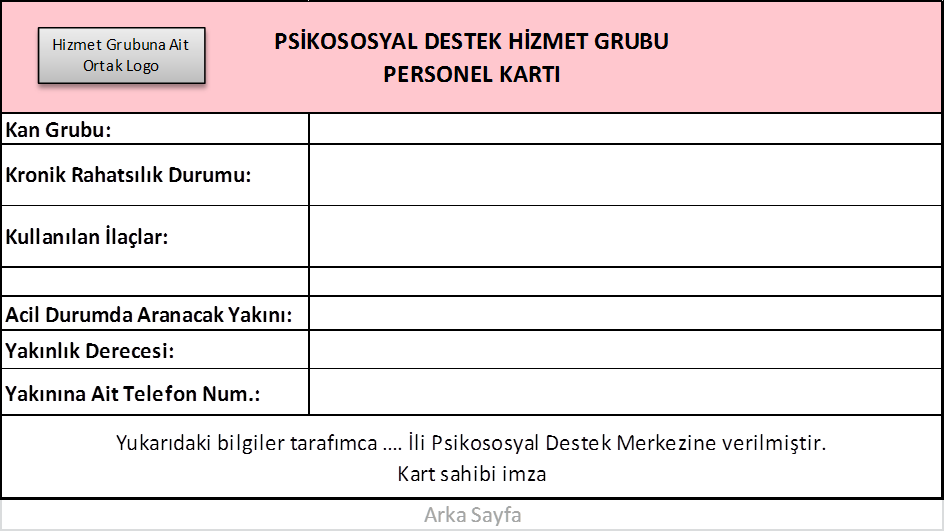 Hizmet Grubuna Ait
Ortak Logo
PSİKOSOSYAL DESTEK HİZMET GRUBU
PERSONEL KARTI
Kan Grubu:
Kronik Rahatsılık Durumu:
Kullanılan İlaçlar:
Acil Durumda Aranacak Yakını:
Yakınlık Derecesi:
Yakınına Ait Telefon Num.:
Yukarıdaki bilgiler tarafımca .... İli Psikososyal Destek Merkezine verilmiştir.
Kart sahibi imza
Arka Sayfa